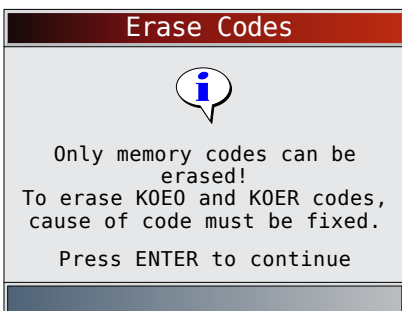 Erase Codes
i
Only memory codes can be
erased!
To erase KOEO and KOER codes,
cause of code must be fixed.
Press ENTER to continue